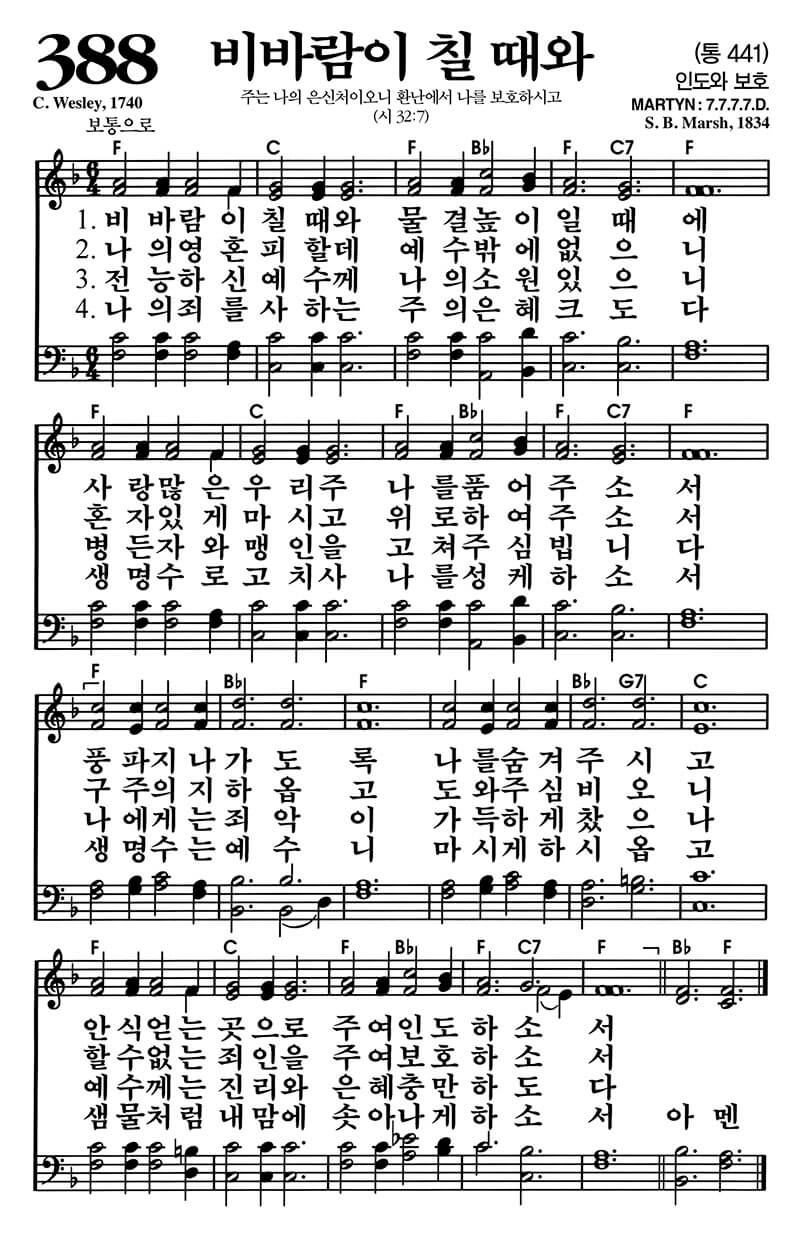 388 비바람이 칠 때와 (통 441)
인도와 보호
C. Wesley, 1740 주는 나의 은신처이오니 환난에서 나를 보호하시고 MARTYN : 7.7.7.7.D.
보통으로 (시 32:7) S. B. Marsh, 1834
F C F B♭ F C7 F
6 4
1. 비 바람 이 칠 때와 물 결높 이 일 때 에
2. 나 의영 혼 피 할데 예 수밖 에 없 으 니
3. 전 능하 신 예 수께 나 의소 원 있 으 니
4. 나 의죄 를 사 하는 주 의은 혜 크 도 다
6 4
F C F B♭ F C7 F
사 랑많 은 우 리주 나 를품 어 주 소 서
혼 자있 게 마 시고 위 로하 여 주 소 서
병 든자 와 맹 인을 고 쳐주 심 빕 니 다
생 명수 로 고 치사 나 를성 케 하 소 서
F B♭ F B♭ G7 C
풍 파지 나 가 도 록 나 를숨 겨 주 시 고
구 주의 지 하 옵 고 도 와주 심 비 오 니
나 에게 는 죄 악 이 가 득하 게 찼 으 나
생 명수 는 예 수 니 마 시게 하 시 옵 고
F C F B♭ F C7 F B♭ F
안 식얻 는 곳 으로 주 여인 도 하 소 서
할 수없 는 죄 인을 주 여보 호 하 소 서
예 수께 는 진 리와 은 혜충 만 하 도 다
샘 물처 럼 내 맘에 솟 아나 게 하 소 서 아 멘